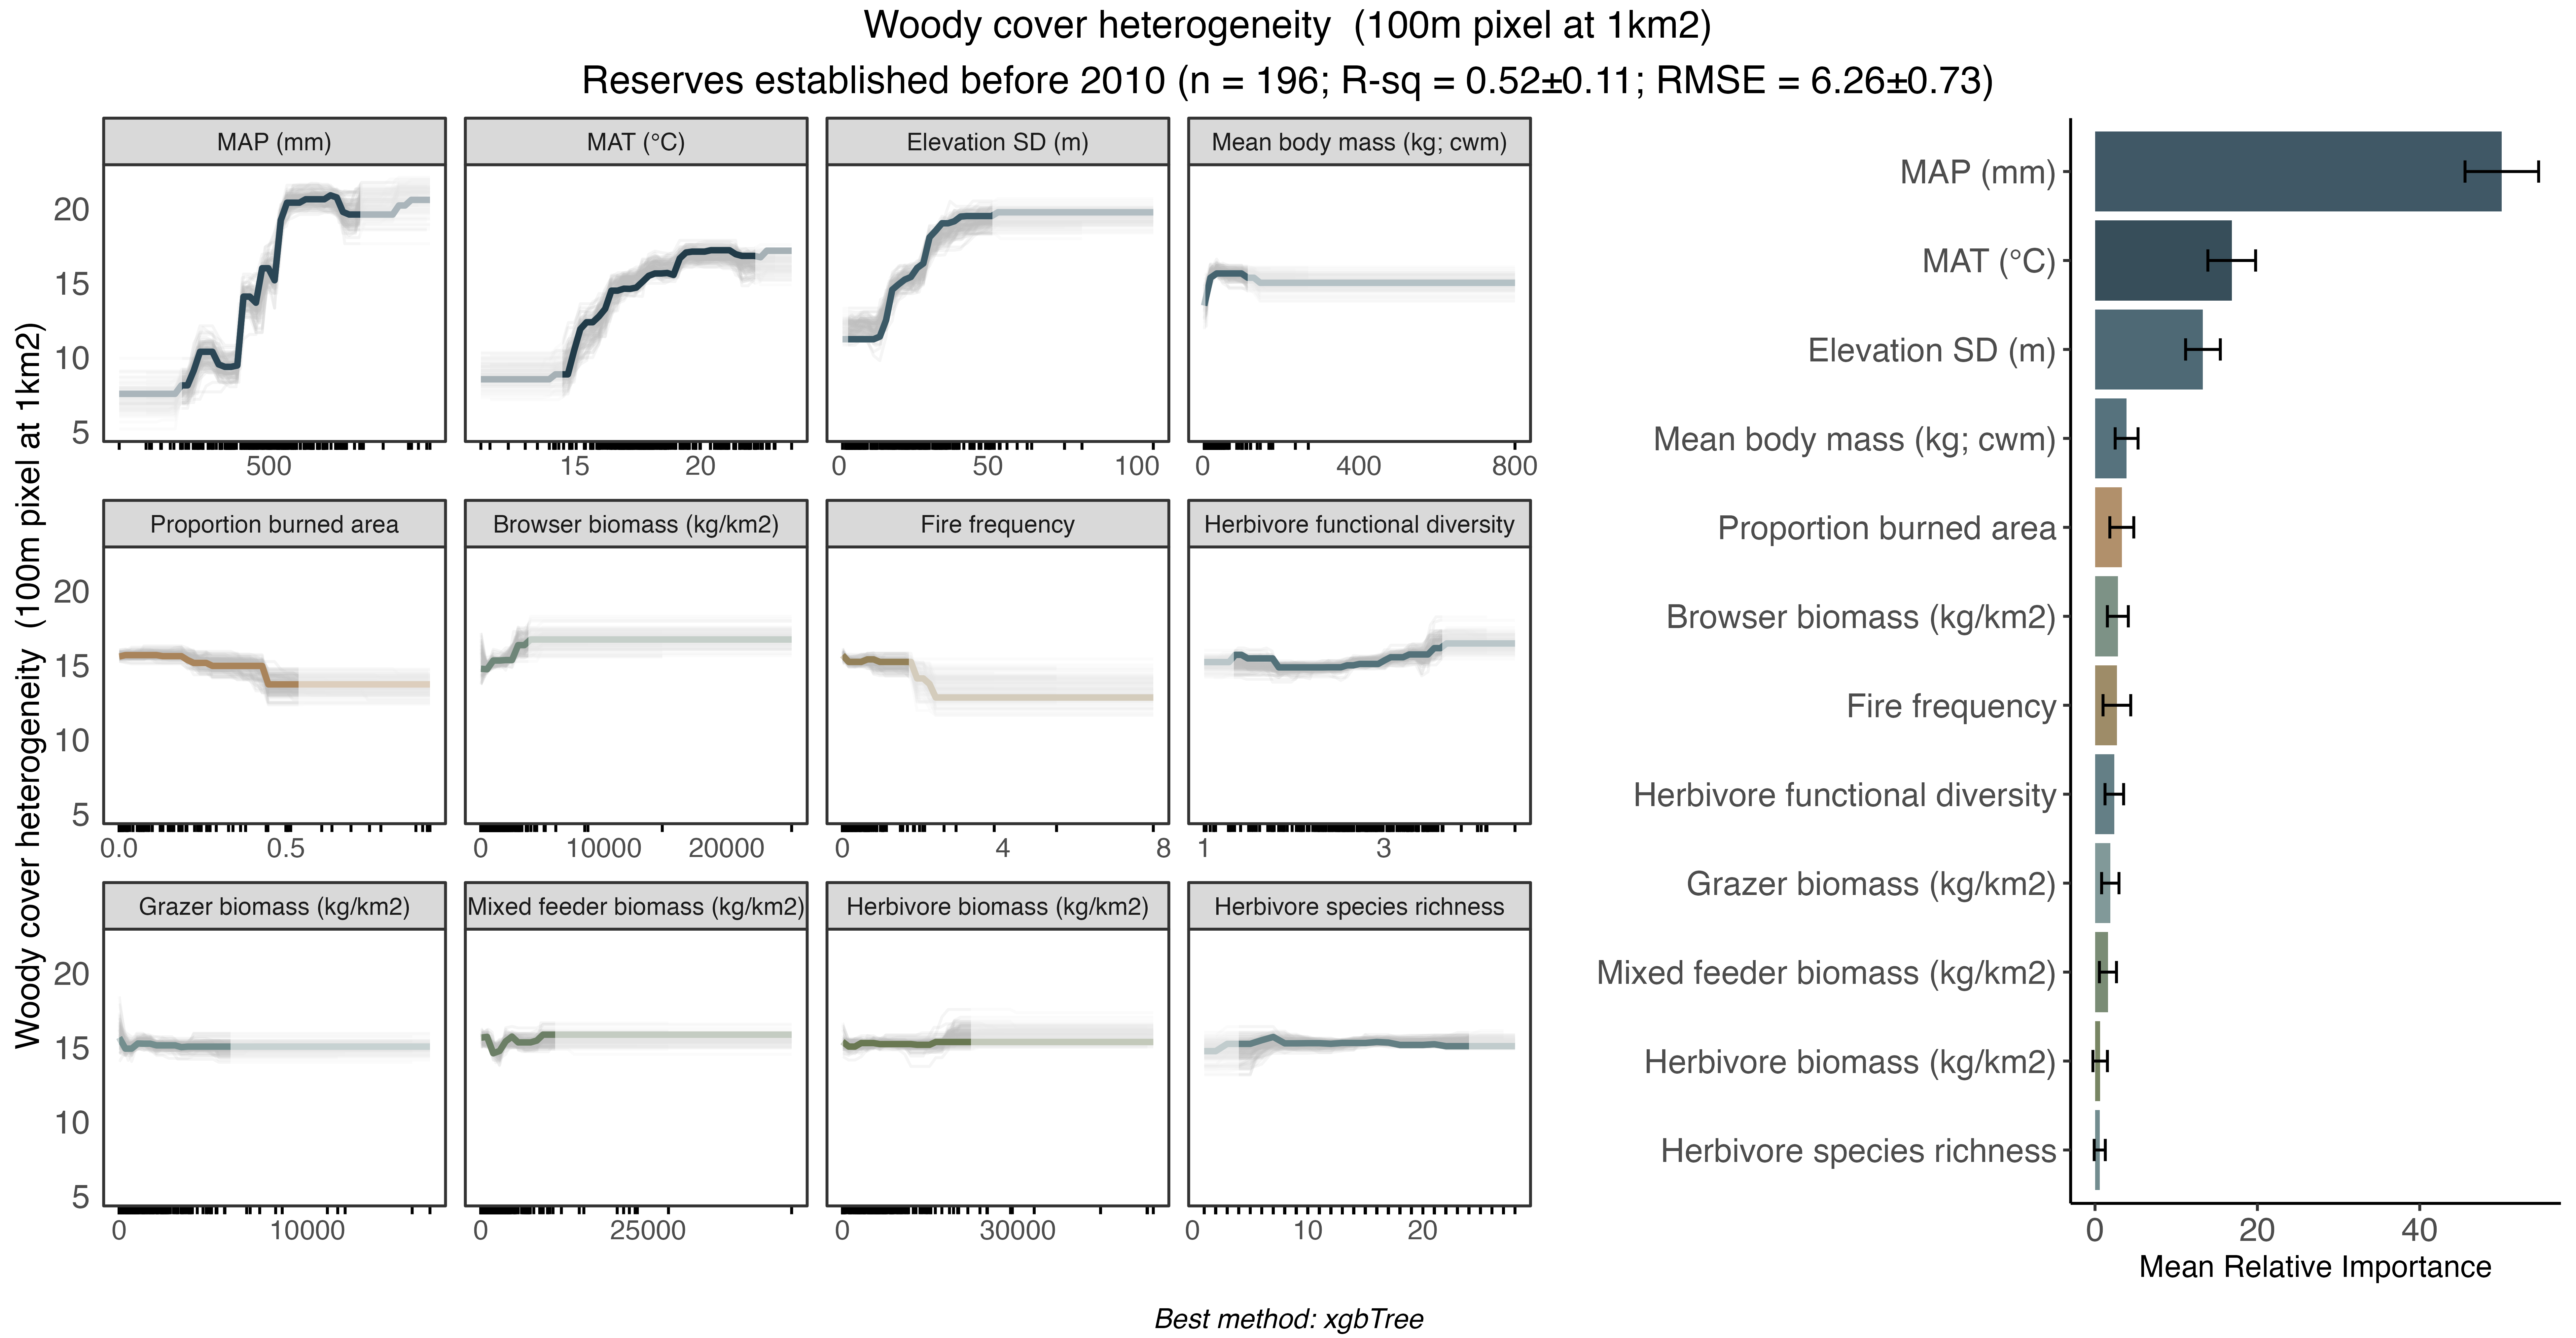 Woody cover heterogeneity  (100m pixel at 1km2)
Reserves established before 2010 (n = 196; R-sq = 0.52±0.11; RMSE = 6.26±0.73)
Woody cover heterogeneity  (100m pixel at 1km2)
MAP (mm)
MAT (°C)
Elevation SD (m)
Mean body mass (kg; cwm)
20
15
10
5
500
15 20
0 50 100
0 400 800
Proportion burned area
Browser biomass (kg/km2)
Fire frequency
Herbivore functional diversity
20
15
10
5
0.0 0.5
0 10000 20000
0 4 8
1 3
Grazer biomass (kg/km2)
Mixed feeder biomass (kg/km2)
Herbivore biomass (kg/km2)
Herbivore species richness
20
15
10
5
0 10000
0 25000
0 30000
0 10 20
MAP (mm)
MAT (°C)
Elevation SD (m)
Mean body mass (kg; cwm)
Proportion burned area
Browser biomass (kg/km2)
Fire frequency
Herbivore functional diversity
Grazer biomass (kg/km2)
Mixed feeder biomass (kg/km2)
Herbivore biomass (kg/km2)
Herbivore species richness
0 20 40
Mean Relative Importance
Best method: xgbTree